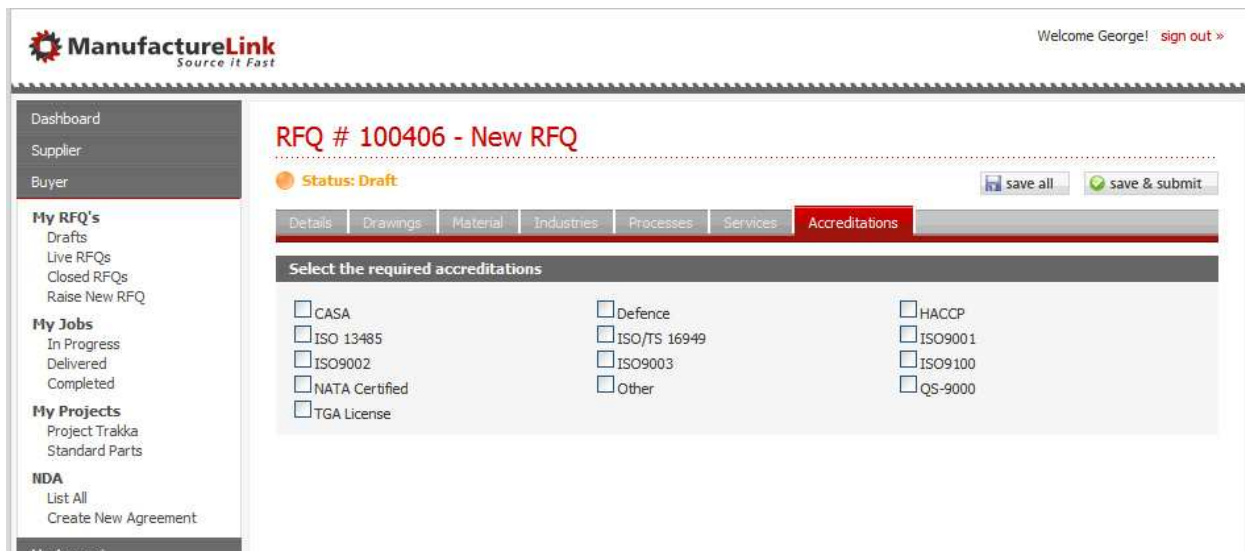 ManufactureLink
Source it Fast
Welcome George! sign out »
Dashboard
Supplier
Buyer
My RFQ's
Drafts
Live RFQs
Closed RFQs
Raise New RFQ
My Jobs
In Progress
Delivered
Completed
My Projects
Project Trakka
Standard Parts
NDA
List All
Create New Agreement
RFQ # 100406 - New RFQ
Status: Draft
save all
save & submit
Details Drawings Material Industries Processes Services Accreditations
Select the required accreditations
CASA Defence HACCP
ISO 13485 ISO/TS 16949 ISO9001
ISO9002 ISO9003 ISO9100
NATA Certified Other QS-9000
TGA License